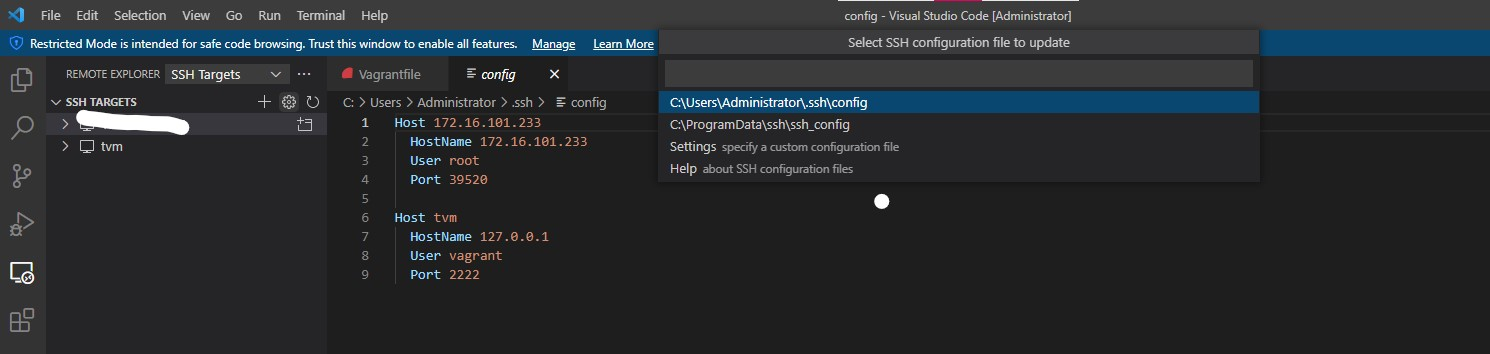 File Edit Selection View Go Run Terminal Help config - Visual Studio Code [Administrator]
Restricted Mode is intended for safe code browsing. Trust this window to enable all features. Manage Learn More
Select SSH configuration file to update
REMOTE EXPLORER SSH Targets
Vagrantfile config
SSH TARGETS
tvm
C: > Users > Administrator > .ssh > config
1 Host 172.16.101.233
2 HostName 172.16.101.233
3 User root
4 Port 39520
5
6 Host tvm
7 HostName 127.0.0.1
8 User vagrant
9 Port 2222
C:\Users\Administrator\.ssh\config
C:\ProgramData\ssh\ssh_config
Settings specify a custom configuration file
Help about SSH configuration files